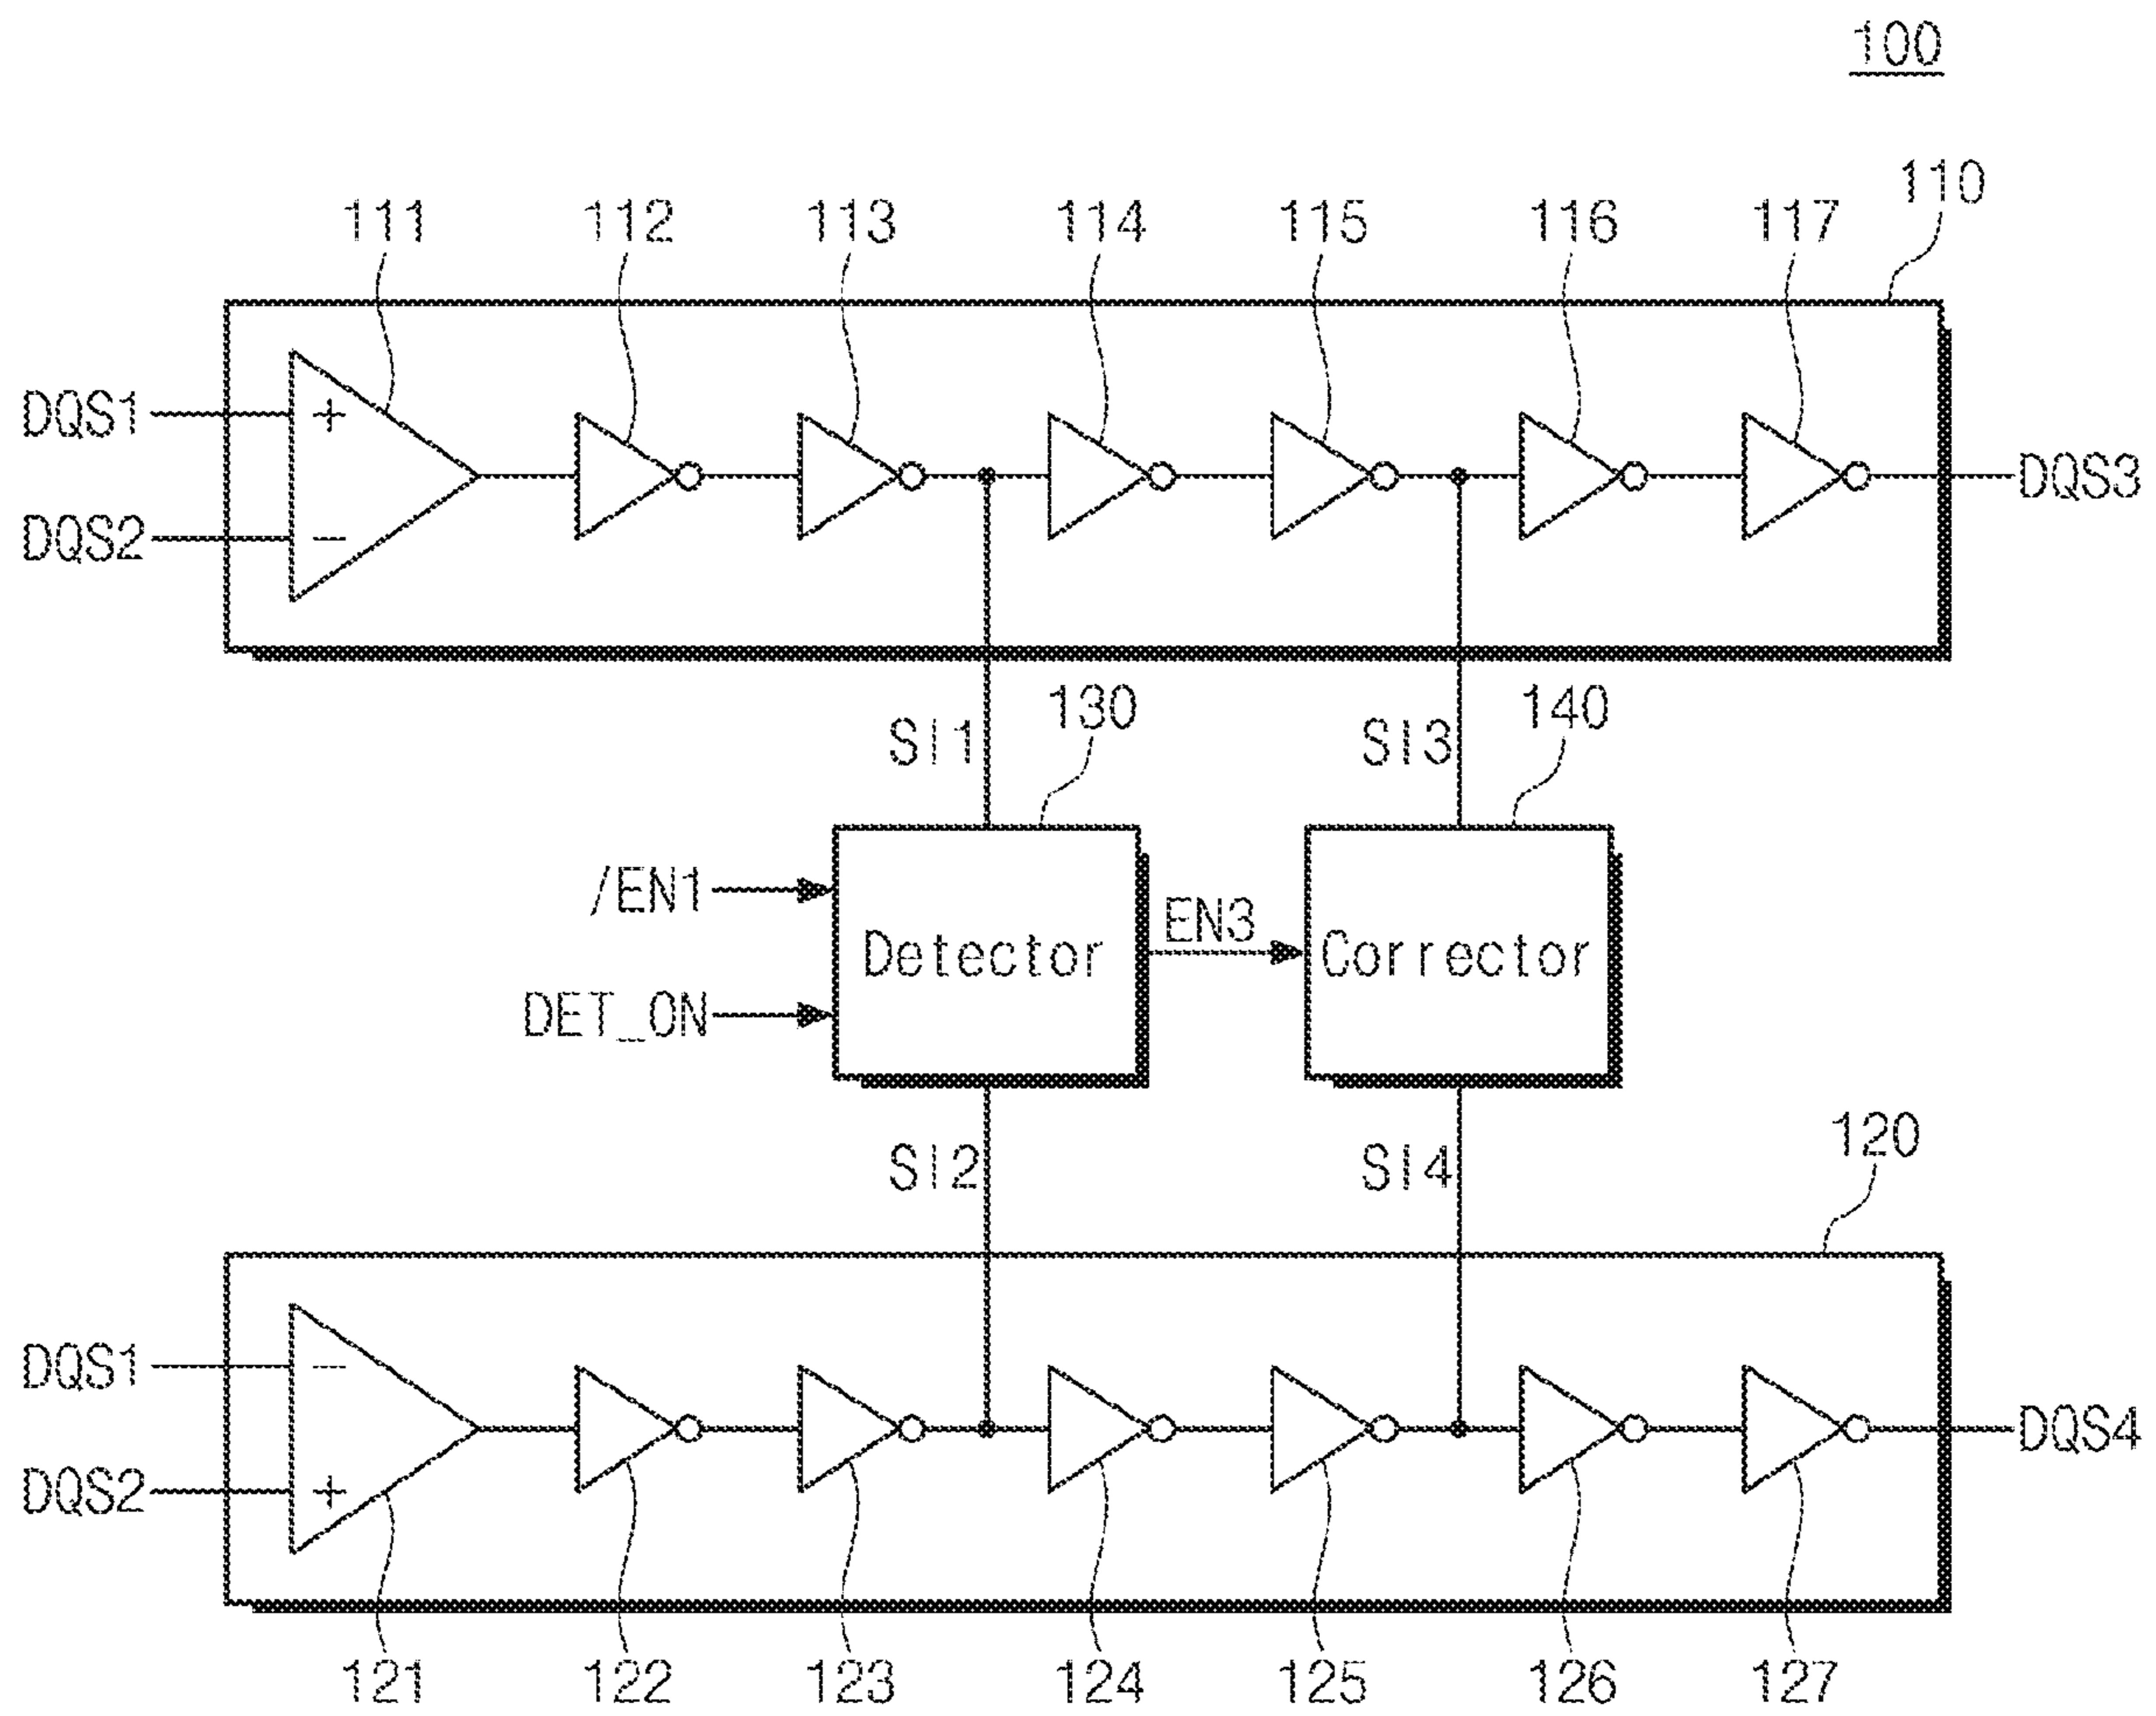 100
110
111 112 113 114 115 116 117
DQS1
+
DQS3
DQS2
−
SI1
130
SI3
140
/EN1
EN3
Detector
Corrector
DET_ON
SI2
SI4
120
DQS1
−
DQS4
DQS2
+
121 122 123 124 125 126 127